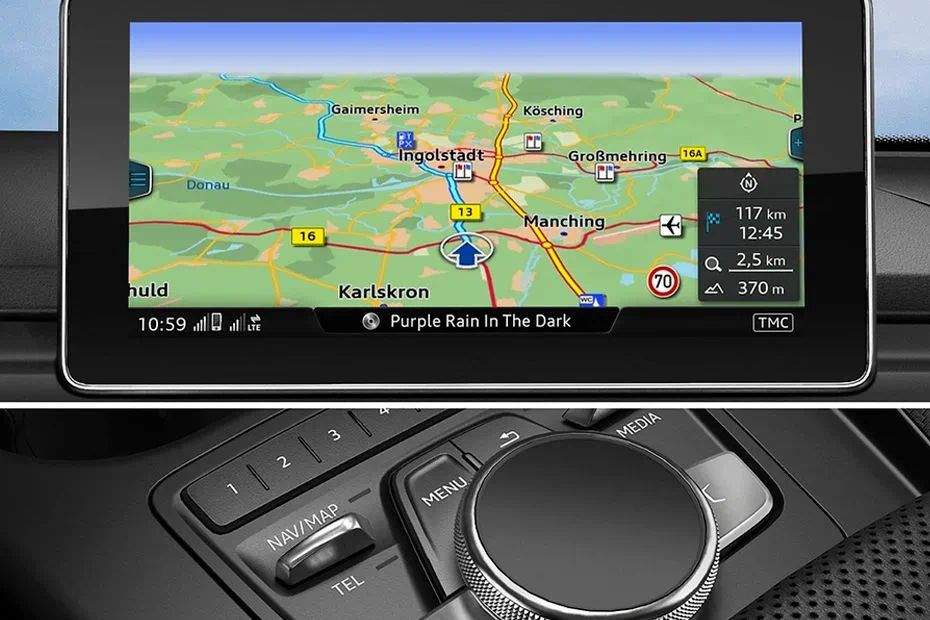 Gaimersheim
Kösching
P
Ingolstadt
Großmehring
16A
Donau
13
Manching
117 km
12:45
16
2,5 km
70
370 m
huld
Karlskron
WC
10:59
LTE
Purple Rain In The Dark
TMC
4
MEDIA
3
2
1
MENU
NAV/MAP
TEL